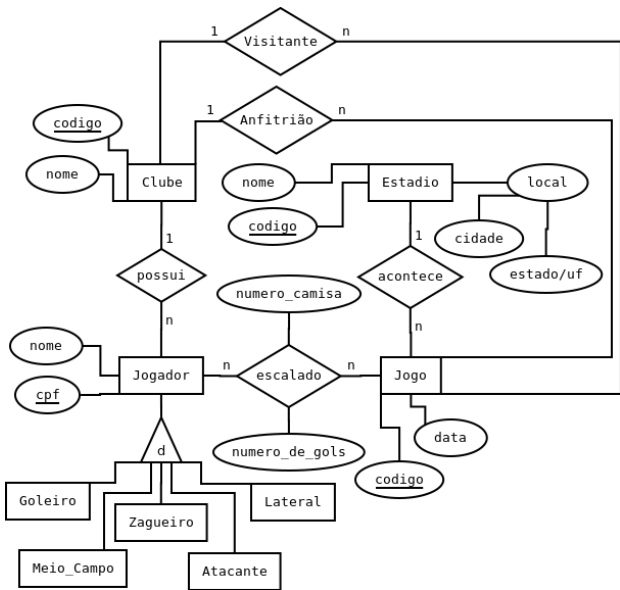 1
Visitante
n
1
Anfitrião
n
codigo
nome
Clube
nome
Estadio
local
codigo
cidade
estado/uf
1
1
possui
acontece
numero_camisa
n
n
nome
Jogador
n
escalado
n
Jogo
cpf
data
d
numero_de_gols
codigo
Goleiro
Lateral
Zagueiro
Meio_Campo
Atacante